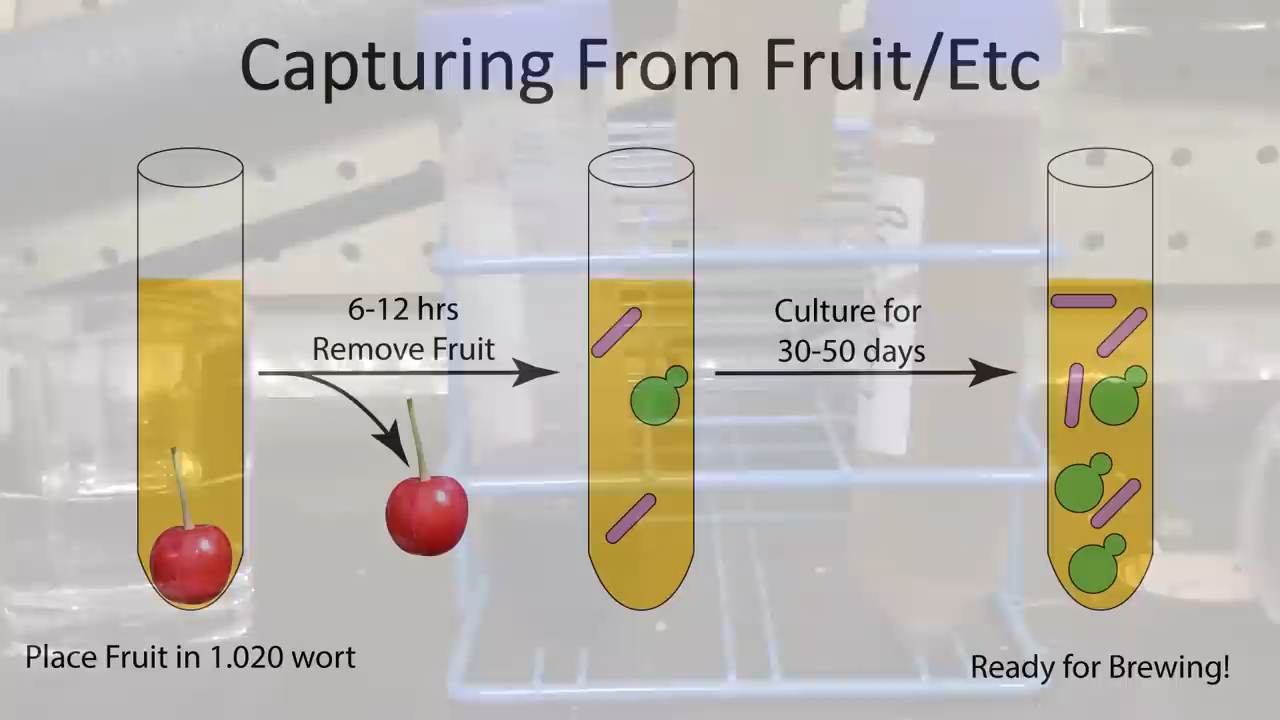 Capturing From Fruit/Etc
6-12 hrs
Remove Fruit
Culture for
30-50 days
Place Fruit in 1.020 wort
Ready for Brewing!